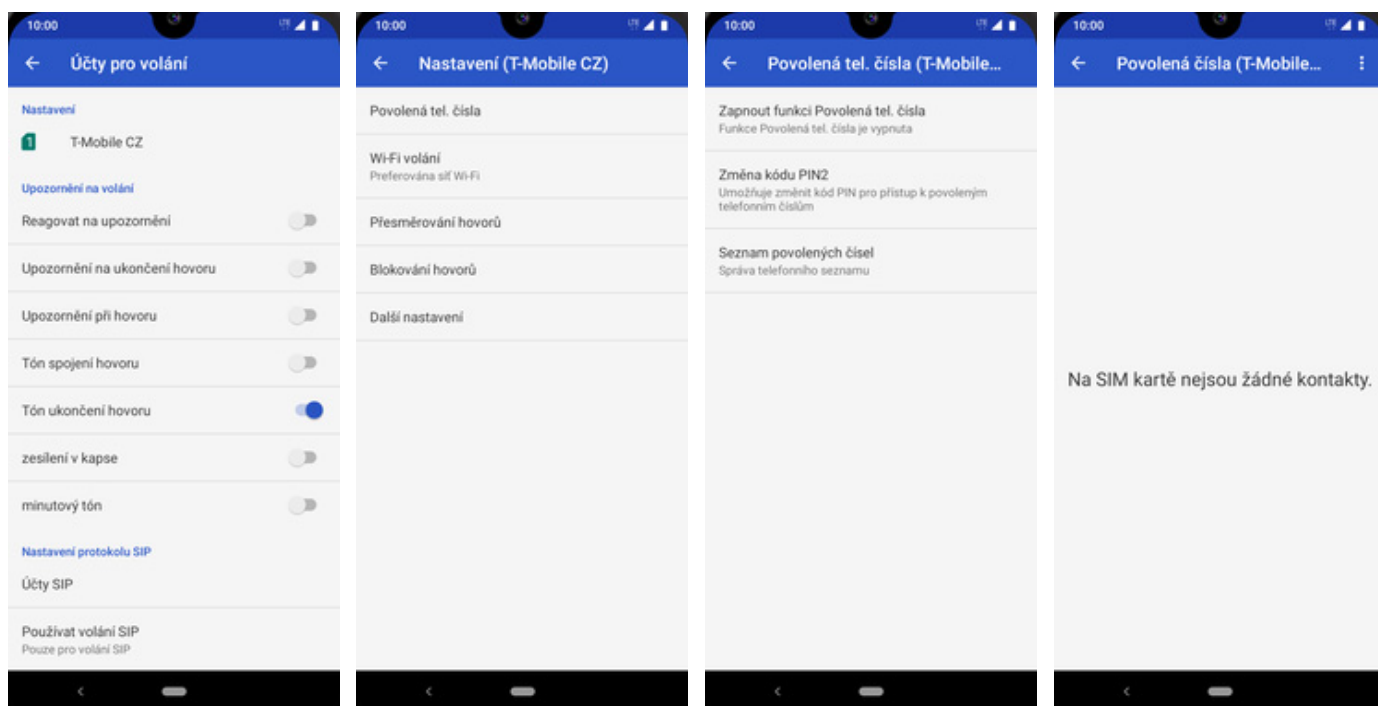 10:00
LTE
Účty pro volání
Nastavení
1
T-Mobile CZ
Upozornění na volání
Reagovat na upozornění
Upozornění na ukončení hovoru
Upozornění při hovoru
Tón spojení hovoru
Tón ukončení hovoru
zesílení v kapse
minutový tón
Nastavení protokolu SIP
Účty SIP
Používat volání SIP
Pouze pro volání SIP
10:00
LTE
Nastavení (T-Mobile CZ)
Povolená tel. čísla
Wi-Fi volání
Preferována síť Wi-Fi
Přesměrování hovorů
Blokování hovorů
Další nastavení
10:00
LTE
Povolená tel. čísla (T-Mobile...
Zapnout funkci Povolená tel. čísla
Funkce Povolená tel. čísla je vypnuta
Změna kódu PIN2
Umožňuje změnit kód PIN pro přístup k povoleným
telefonním číslům
Seznam povolených čísel
Správa telefonního seznamu
10:00
LTE
Povolená čísla (T-Mobile...
Na SIM kartě nejsou žádné kontakty.